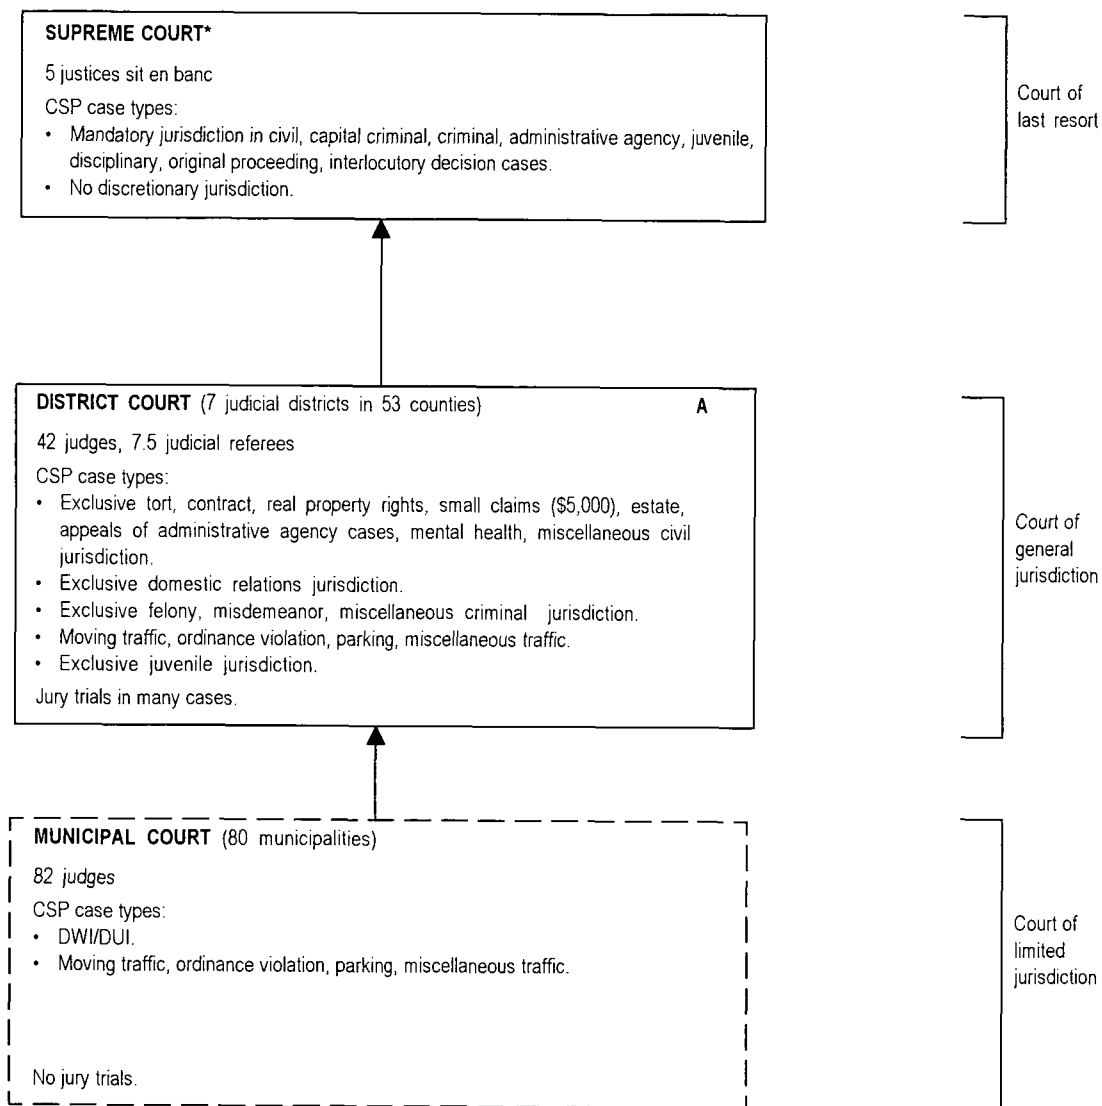 SUPREME COURT*
5 justices sit en banc
CSP case types:
• Mandatory jurisdiction in civil, capital criminal, criminal, administrative agency, juvenile,
disciplinary, original proceeding, interlocutory decision cases.
• No discretionary jurisdiction.
Court of
last resort
DISTRICT COURT (7 judicial districts in 53 counties) A
42 judges, 7.5 judicial referees
CSP case types:
• Exclusive tort, contract, real property rights, small claims ($5,000), estate,
appeals of administrative agency cases, mental health, miscellaneous civil
jurisdiction.
• Exclusive domestic relations jurisdiction.
• Exclusive felony, misdemeanor, miscellaneous criminal jurisdiction.
• Moving traffic, ordinance violation, parking, miscellaneous traffic.
• Exclusive juvenile jurisdiction.
Jury trials in many cases.
Court of
general
jurisdiction
MUNICIPAL COURT (80 municipalities)
82 judges
CSP case types:
• DWI/DUI.
• Moving traffic, ordinance violation, parking, miscellaneous traffic.
No jury trials.
Court of
limited
jurisdiction